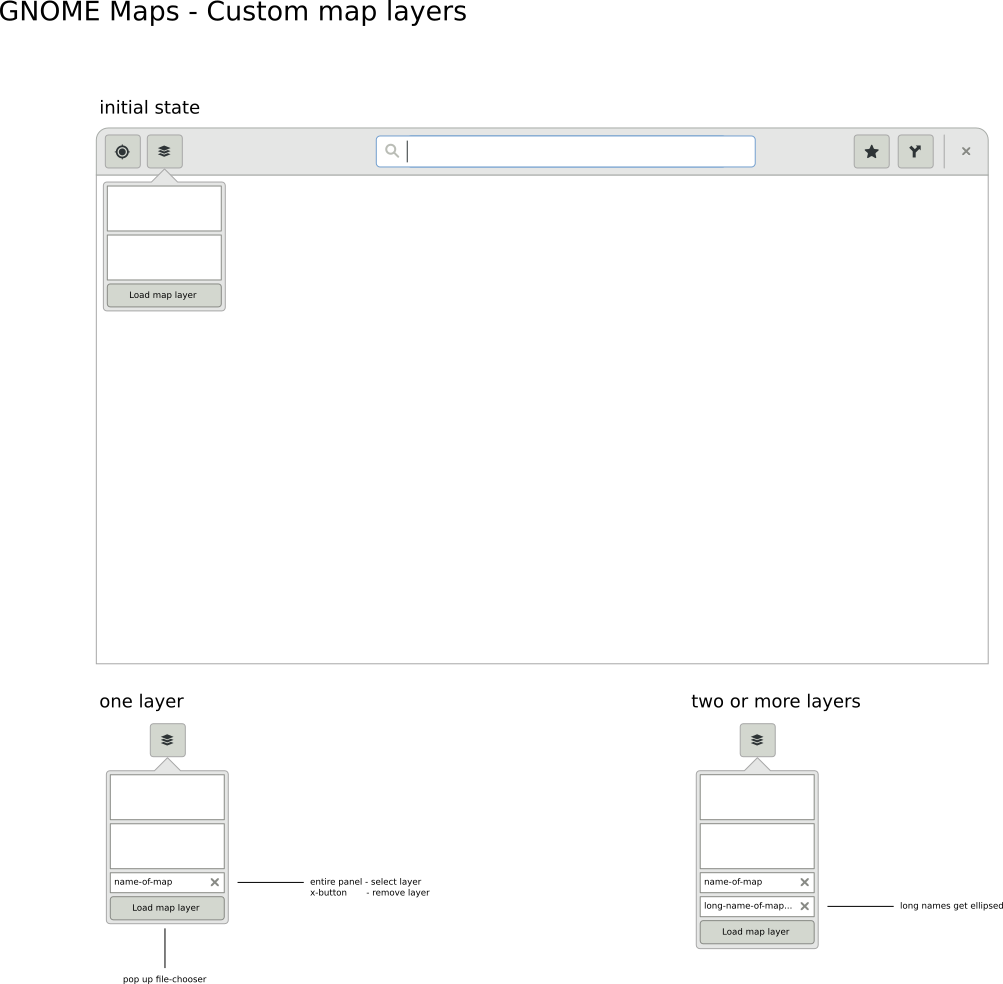 GNOME Maps - Custom map layers
initial state
Load map layer
one layer
two or more layers
name-of-map
entire panel - select layer
x-button - remove layer
Load map layer
pop up file-chooser
name-of-map
long-name-of-map...
long names get ellipsed
Load map layer